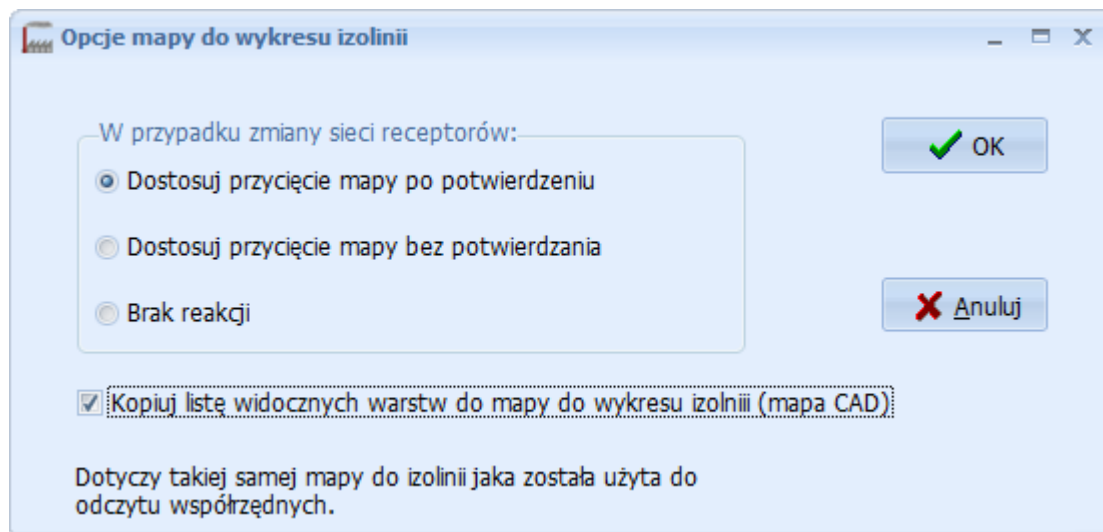 Opcje mapy do wykresu izolinii
W przypadku zmiany sieci receptorów:
Dostosuj przycięcie mapy po potwierdzeniu
OK
Dostosuj przycięcie mapy bez potwierdzania
Brak reakcji
Anuluj
Kopiuj listę widocznych warstw do mapy do wykresu izolniii (mapa CAD)
Dotyczy takiej samej mapy do izolinii jaka została użyta do
odczytu współrzędnych.